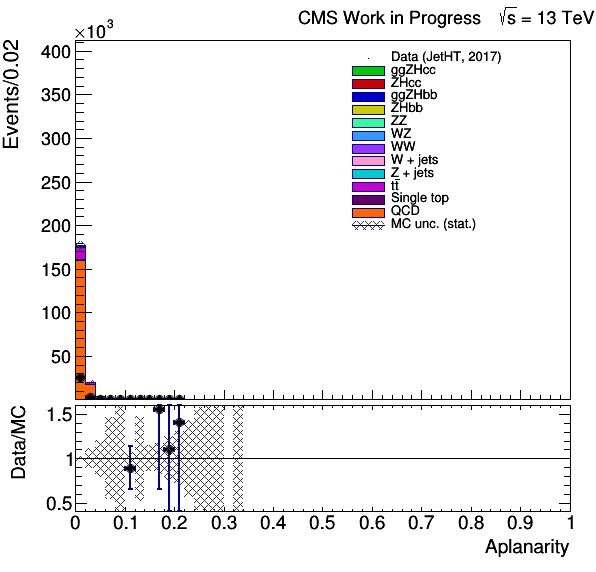 CMS Work in Progress √s = 13 TeV
×10³
Events/0.02
400
350
300
250
200
150
100
50
Data (JetHT, 2017)
ggZHcc
ZHcc
ggZHbb
ZHbb
ZZ
WZ
WW
W + jets
Z + jets
tt̄
Single top
QCD
MC unc. (stat.)
Data/MC
1.5
1
0.5
0 0.1 0.2 0.3 0.4 0.5 0.6 0.7 0.8 0.9 1
Aplanarity